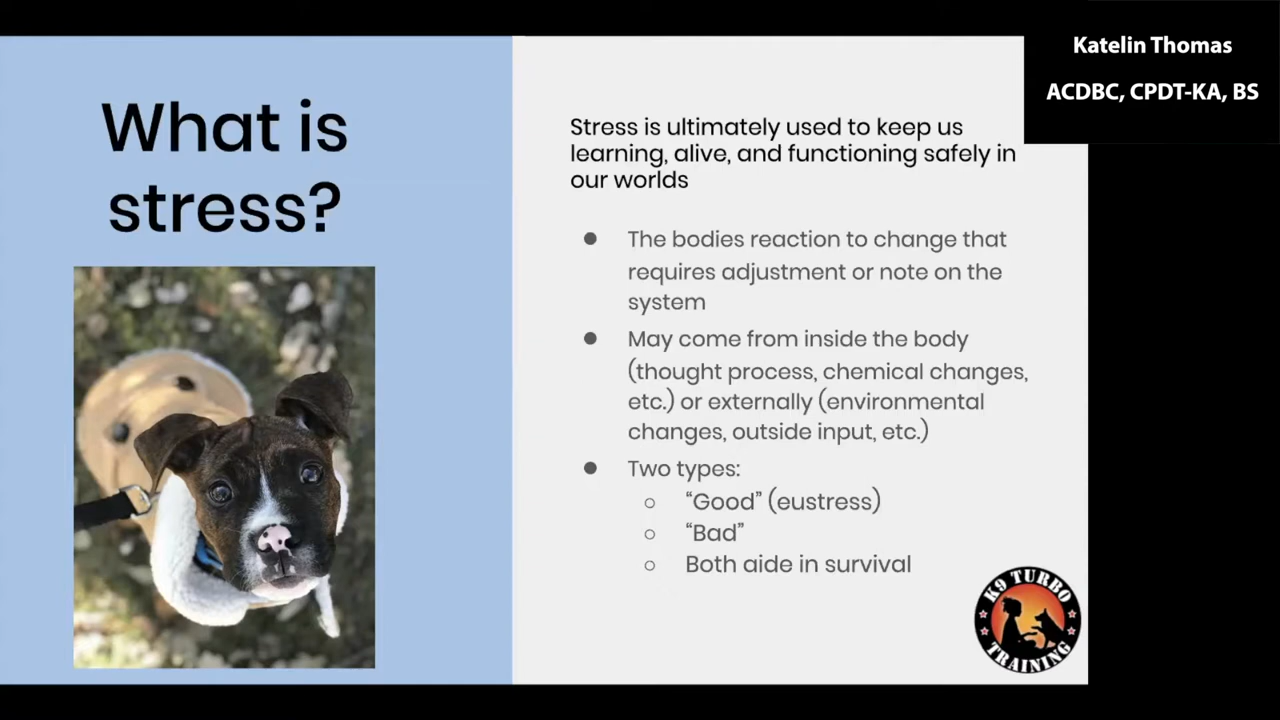 What is
stress?
Katelin Thomas
ACDBC, CPDT-KA, BS
Stress is ultimately used to keep us
learning, alive, and functioning safely in
our worlds
● The bodies reaction to change that
requires adjustment or note on the
system
● May come from inside the body
(thought process, chemical changes,
etc.) or externally (environmental
changes, outside input, etc.)
● Two types:
○ “Good” (eustress)
○ “Bad”
○ Both aide in survival
K9 TURBO
TRAINING